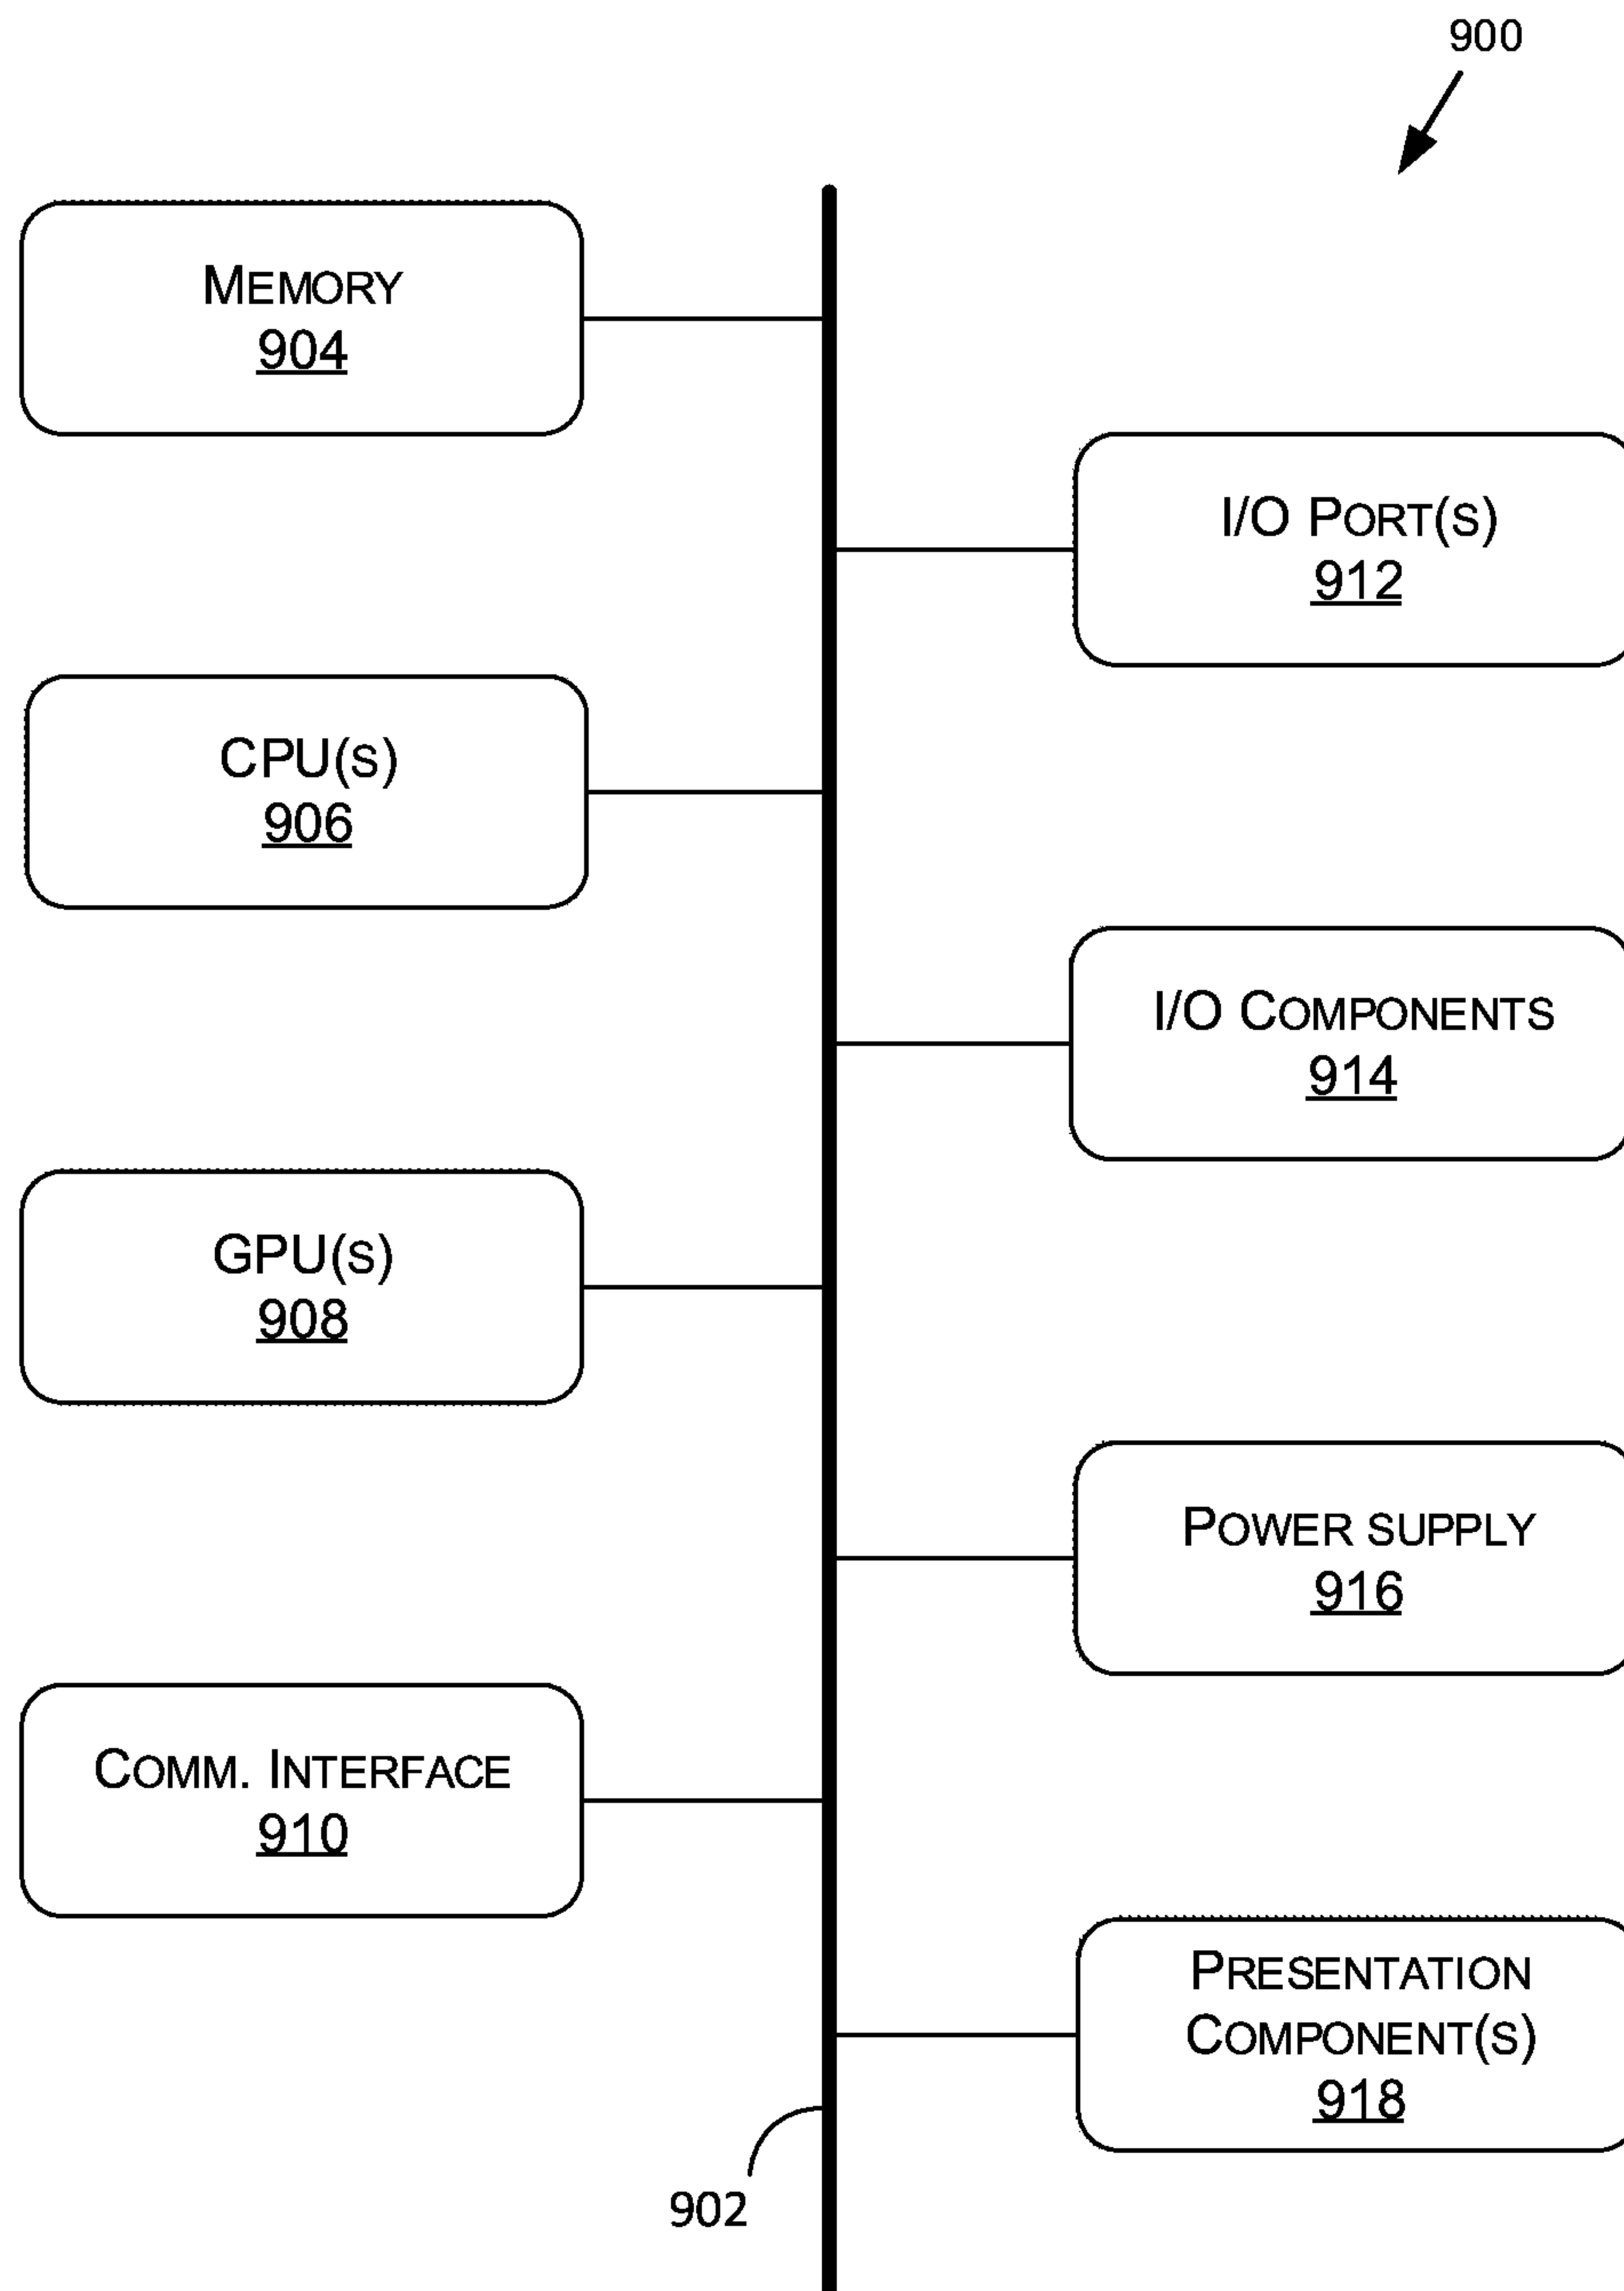 900
MEMORY
904
I/O PORT(S)
912
CPU(S)
906
I/O COMPONENTS
914
GPU(S)
908
POWER SUPPLY
916
COMM. INTERFACE
910
PRESENTATION
COMPONENT(S)
918
902